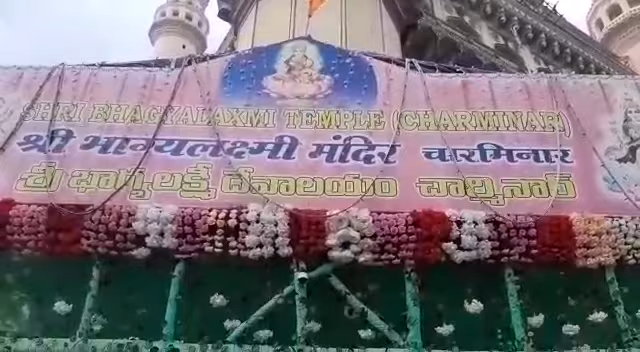 SHRI BHAGYALAXMI TEMPLE (CHARMINAR)
श्री भाग्यलक्ष्मी मंदिर चारमिनार
శ్రీ భాగ్యలక్ష్మీ దేవాలయం చార్మినార్